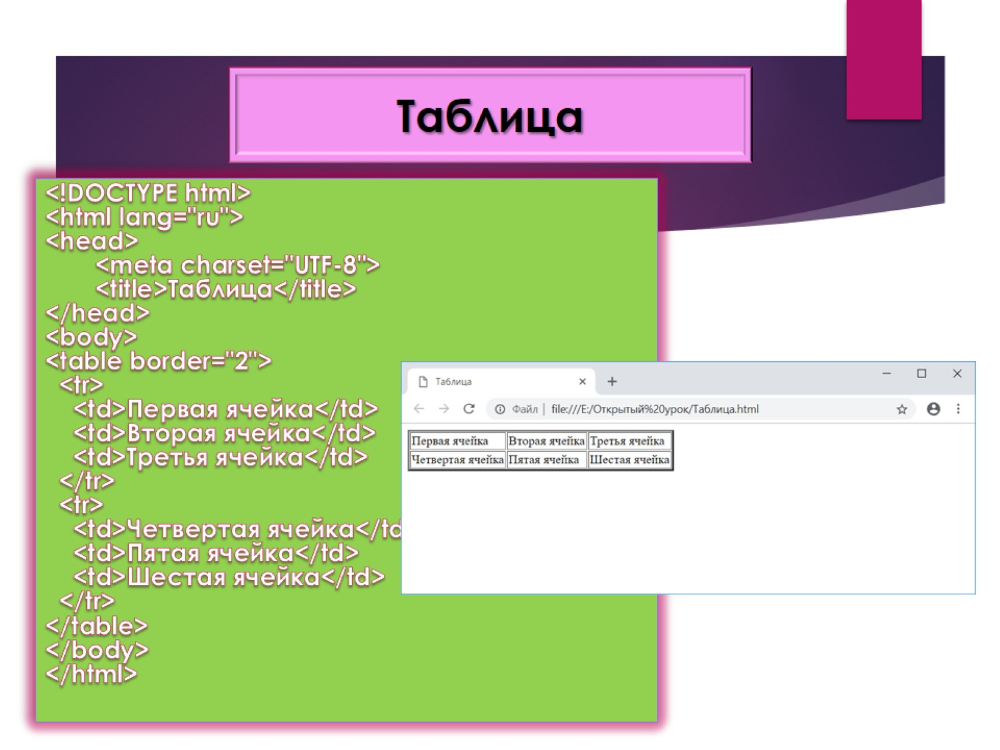 Таблица
<!DOCTYPE html>
<html lang="ru">
<head>
<meta charset="UTF-8">
<title>Таблица</title>
</head>
<body>
<table border="2">
<tr>
<td>Первая ячейка</td>
<td>Вторая ячейка</td>
<td>Третья ячейка</td>
</tr>
<tr>
<td>Четвертая ячейка</td
<td>Пятая ячейка</td>
<td>Шестая ячейка</td>
</tr>
</table>
</body>
</html>
Таблица
Файл | file:///E:/Открытый%20урок/Таблица.html
Первая ячейка Вторая ячейка Третья ячейка
Четвертая ячейка Пятая ячейка Шестая ячейка